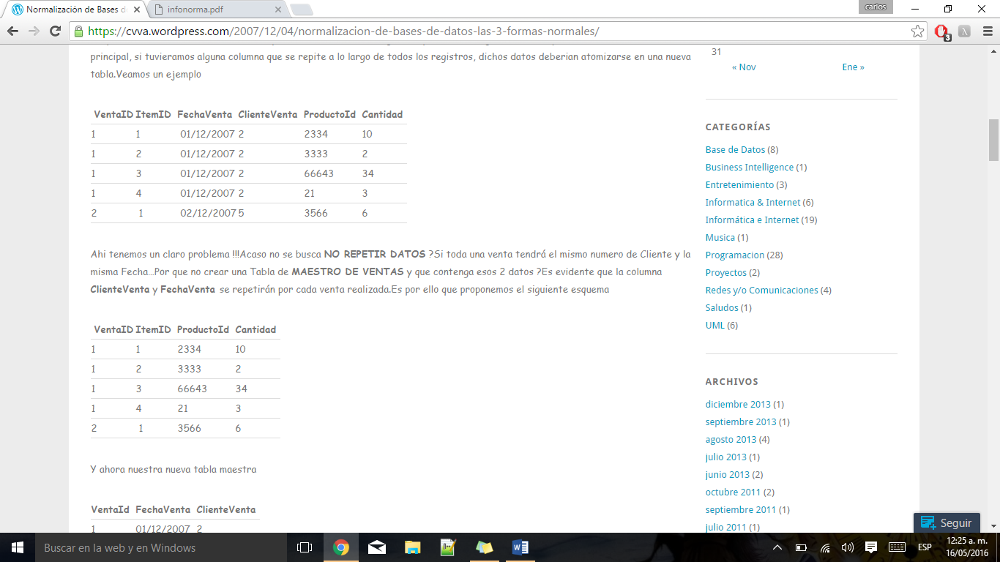 Normalización de Bases d
infonorma.pdf
carlos
https://cvva.wordpress.com/2007/12/04/normalizacion-de-bases-de-datos-las-3-formas-normales/
3
principal, si tuvieramos alguna columna que se repite a lo largo de todos los registros, dichos datos deberian atomizarse en una nueva
tabla.Veamos un ejemplo
VentaID ItemID FechaVenta ClienteVenta ProductoId Cantidad
1 1 01/12/2007 2 2334 10
1 2 01/12/2007 2 3333 2
1 3 01/12/2007 2 66643 34
1 4 01/12/2007 2 21 3
2 1 02/12/2007 5 3566 6
Ahi tenemos un claro problema !!!Acaso no se busca NO REPETIR DATOS ?Si toda una venta tendrá el mismo numero de Cliente y la
misma Fecha...Por que no crear una Tabla de MAESTRO DE VENTAS y que contenga esos 2 datos ?Es evidente que la columna
ClienteVenta y FechaVenta se repetirán por cada venta realizada.Es por ello que proponemos el siguiente esquema
VentaID ItemID ProductoId Cantidad
1 1 2334 10
1 2 3333 2
1 3 66643 34
1 4 21 3
2 1 3566 6
Y ahora nuestra nueva tabla maestra
VentaId FechaVenta ClienteVenta
1 01/12/2007 2
31
« Nov Ene »
CATEGORÍAS
Base de Datos (8)
Business Intelligence (1)
Entretenimiento (3)
Informatica & Internet (6)
Informática e Internet (19)
Musica (1)
Programacion (28)
Proyectos (2)
Redes y/o Comunicaciones (4)
Saludos (1)
UML (6)
ARCHIVOS
diciembre 2013 (1)
septiembre 2013 (1)
agosto 2013 (4)
julio 2013 (1)
junio 2013 (2)
octubre 2011 (2)
septiembre 2011 (1)
julio 2011 (1)
Seguir
Buscar en la web y en Windows
ESP
12:25 a. m.
16/05/2016